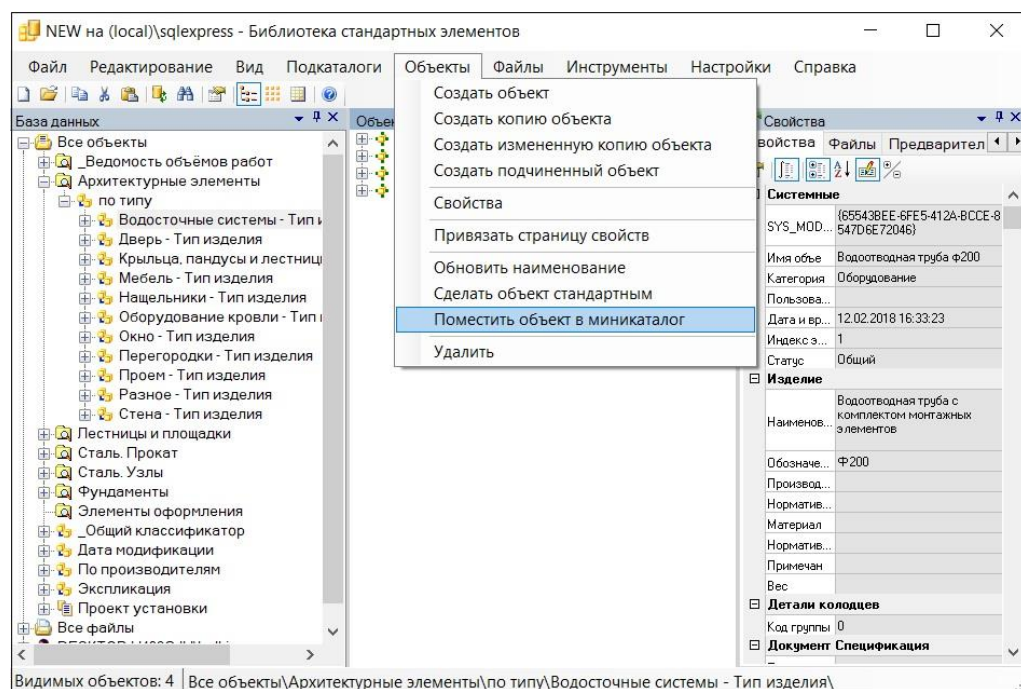 NEW на (local)\sqlexpress - Библиотека стандартных элементов
Файл Редактирование Вид Подкаталоги Объекты Файлы Инструменты Настройки Справка
База данных
Все объекты
_Ведомость объёмов работ
Архитектурные элементы
по типу
Водосточные системы - Тип и
Дверь - Тип изделия
Крыльца, пандусы и лестниц
Мебель - Тип изделия
Нащельники - Тип изделия
Оборудование кровли - Тип
Окно - Тип изделия
Перегородки - Тип изделия
Проем - Тип изделия
Разное - Тип изделия
Стена - Тип изделия
Лестницы и площадки
Сталь. Прокат
Сталь. Узлы
Фундаменты
Элементы оформления
_Общий классификатор
Дата модификации
По производителям
Экспликация
Проект установки
Все файлы
Объек
Создать объект
Создать копию объекта
Создать измененную копию объекта
Создать подчиненный объект
Свойства
Привязать страницу свойств
Обновить наименование
Сделать объект стандартным
Поместить объект в миникаталог
Удалить
Свойства
войства Файлы Предварител
Системные
SYS_MOD... {65543BEE-6FE5-412A-BCCE-8
547D6E72046}
Имя объе Водоотводная труба ф200
Категория Оборудование
Пользова...
Дата и вр... 12.02.2018 16:33:23
Индекс э... 1
Статус Общий
Изделие
Наименов... Водоотводная труба с
комплектом монтажных
элементов
Обозначе... Ф200
Производ...
Норматив...
Материал
Норматив...
Примечан
Вес
Детали колодцев
Код группы 0
Документ Спецификация
Видимых объектов: 4 Все объекты\Архитектурные элементы\по типу\Водосточные системы - Тип изделия\